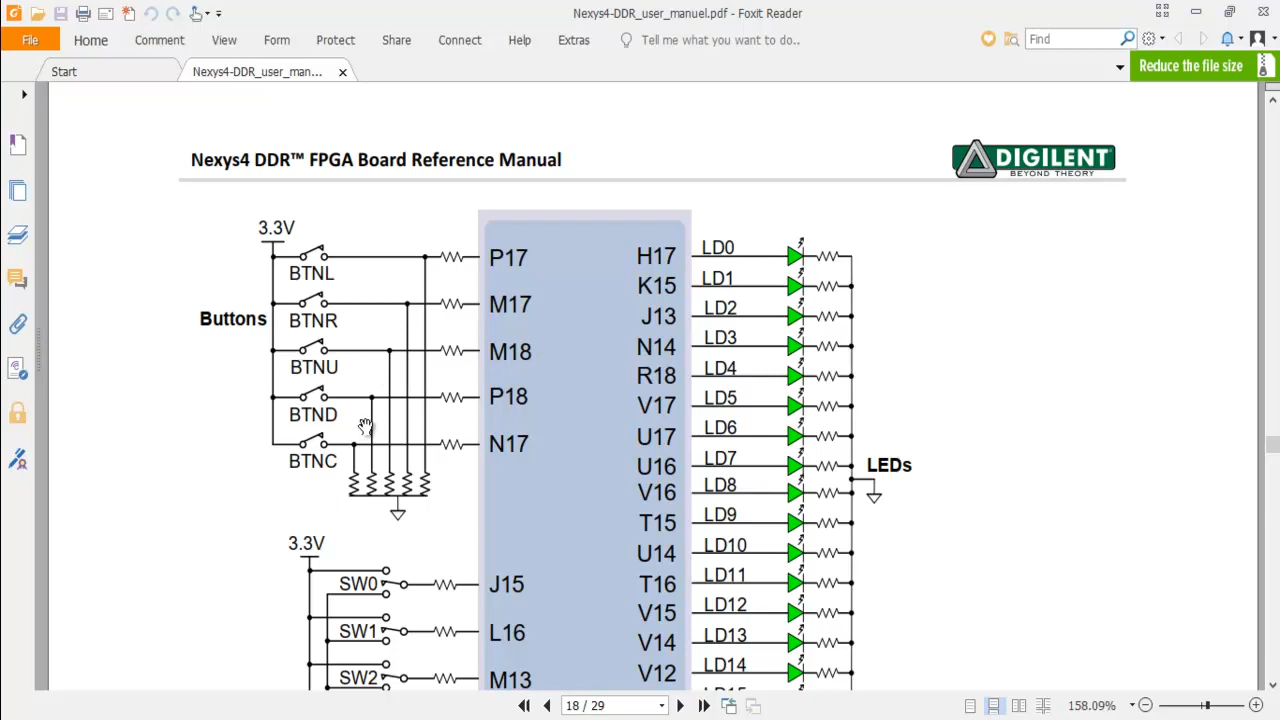 Nexys4-DDR_user_manuel.pdf - Foxit Reader
File Home Comment View Form Protect Share Connect Help Extras Tell me what you want to do.. Find
Start Nexys4-DDR_user_man... Reduce the file size
Nexys4 DDR™ FPGA Board Reference Manual
DIGILENT
BEYOND THEORY
3.3V
BTNL P17
BTNR M17
Buttons
BTNU M18
BTND P18
BTNC N17
3.3V
SW0 J15
SW1 L16
SW2 M13
H17 LD0
K15 LD1
J13 LD2
N14 LD3
R18 LD4
V17 LD5
U17 LD6
U16 LD7
LEDs
V16 LD8
T15 LD9
U14 LD10
T16 LD11
V15 LD12
V14 LD13
V12 LD14
18 / 29 158.09%